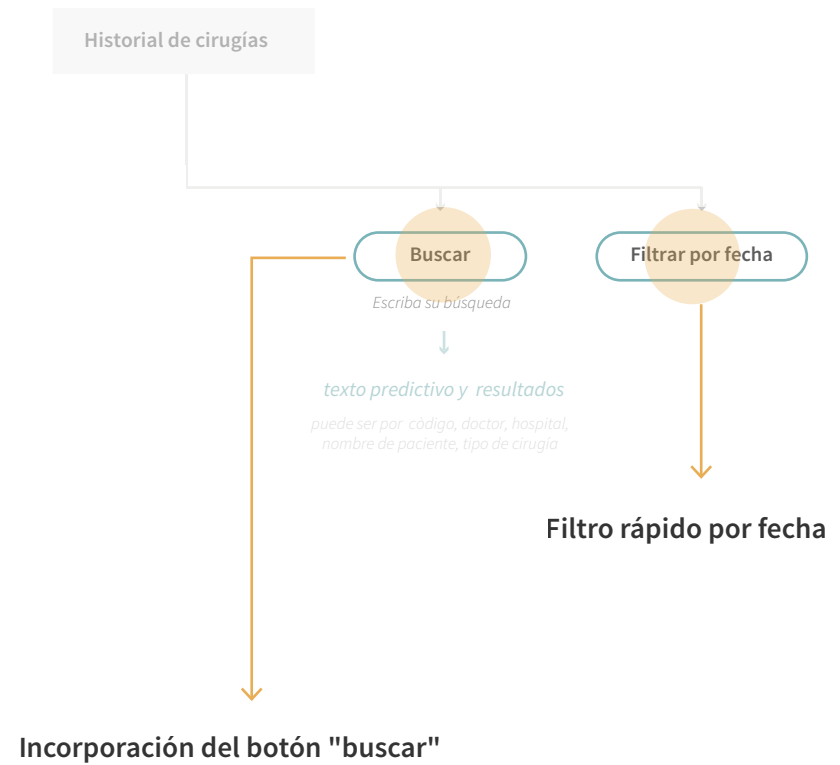 Historial de cirugías
Buscar
Filtrar por fecha
Escriba su búsqueda
texto predictivo y resultados
puede ser por código, doctor, hospital,
nombre de paciente, tipo de cirugía
Filtro rápido por fecha
Incorporación del botón "buscar"